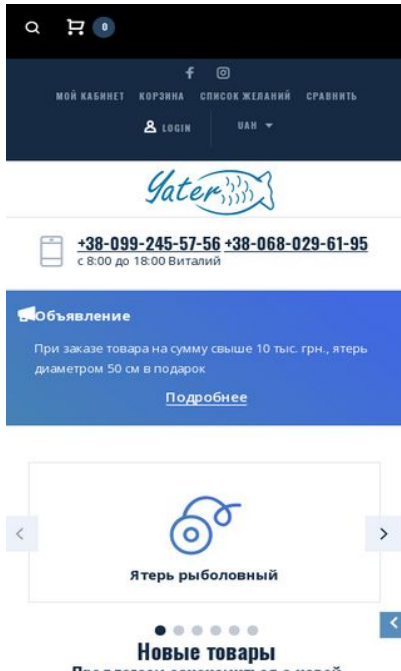 0
МОЙ КАБИНЕТ КОРЗИНА СПИСОК ЖЕЛАНИЙ СРАВНИТЬ
LOGIN UAH
Yater
+38-099-245-57-56 +38-068-029-61-95
с 8:00 до 18:00 Виталий
Объявление
При заказе товара на сумму свыше 10 тыс. грн., ятерь
диаметром 50 см в подарок
Подробнее
Ятерь рыболовный
Новые товары